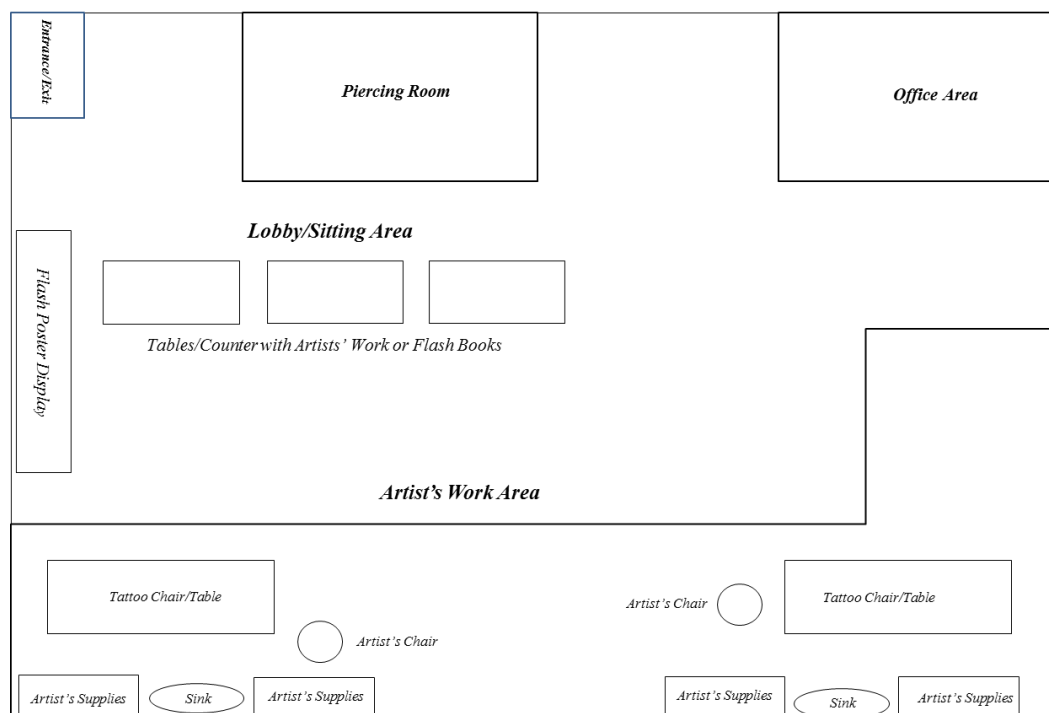 Entrance/Exit
Piercing Room
Office Area
Lobby/Sitting Area
Flash Poster Display
Tables/Counter with Artists' Work or Flash Books
Artist's Work Area
Tattoo Chair/Table
Artist's Chair
Artist's Chair
Tattoo Chair/Table
Artist's Supplies
Sink
Artist's Supplies
Artist's Supplies
Sink
Artist's Supplies